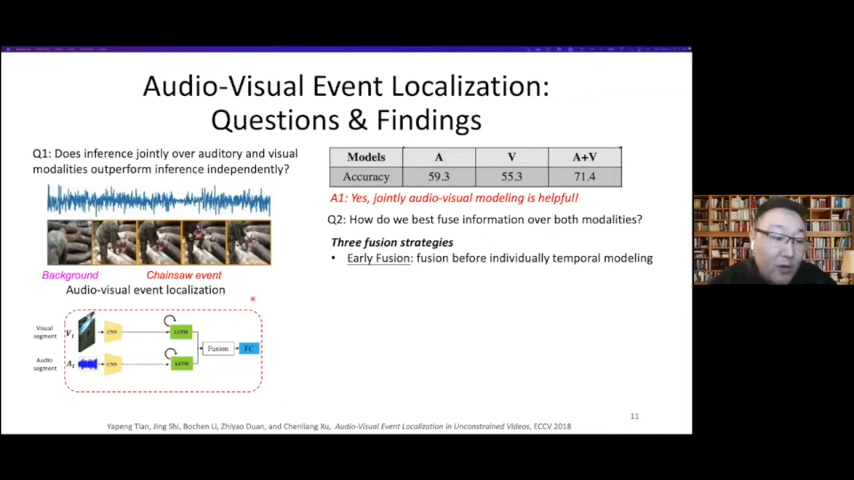 Audio-Visual Event Localization:
Questions & Findings
Q1: Does inference jointly over auditory and visual
modalities outperform inference independently?
Background
Chainsaw event
Audio-visual event localization
Visual
segment
Vt
CNN
LSTM
Audio
segment
At
CNN
LSTM
Fusion
FC
Models A V A+V
Accuracy 59.3 55.3 71.4
A1: Yes, jointly audio-visual modeling is helpful!
Q2: How do we best fuse information over both modalities?
Three fusion strategies
• Early Fusion: fusion before individually temporal modeling
11
Yapeng Tian, Jing Shi, Bochen Li, Zhiyao Duan, and Chenliang Xu, Audio-Visual Event Localization in Unconstrained Videos, ECCV 2018